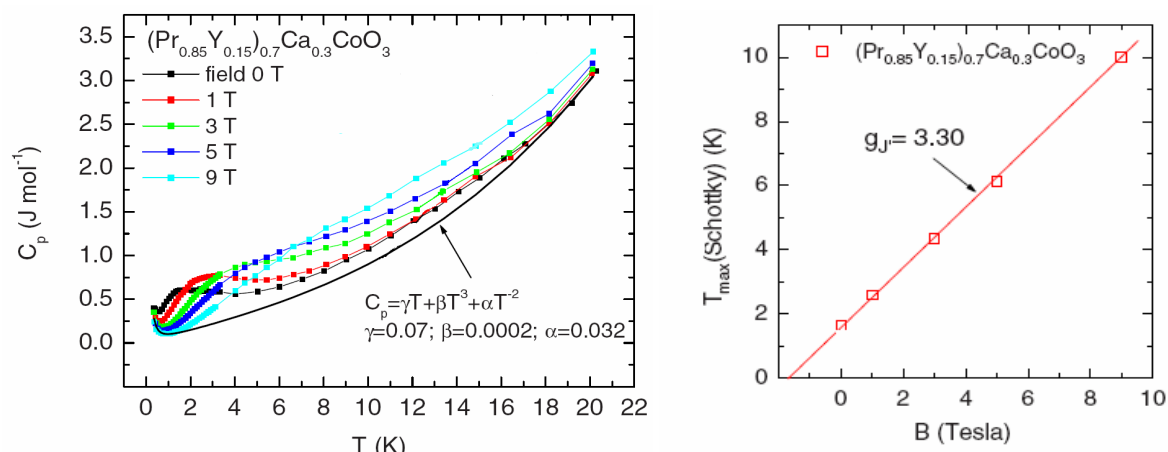 (Pr0.85Y0.15)0.7Ca0.3CoO3
field 0 T
1 T
3 T
5 T
9 T
3.5
3.0
2.5
2.0
1.5
1.0
0.5
0.0
Cp (J mol-1)
Cp=γT+βT3+αT-2
γ=0.07; β=0.0002; α=0.032
0 2 4 6 8 10 12 14 16 18 20 22
T (K)
(Pr0.85Y0.15)0.7Ca0.3CoO3
10
8
6
4
2
0
Tmax(Schottky) (K)
gJ'= 3.30
0 2 4 6 8 10
B (Tesla)